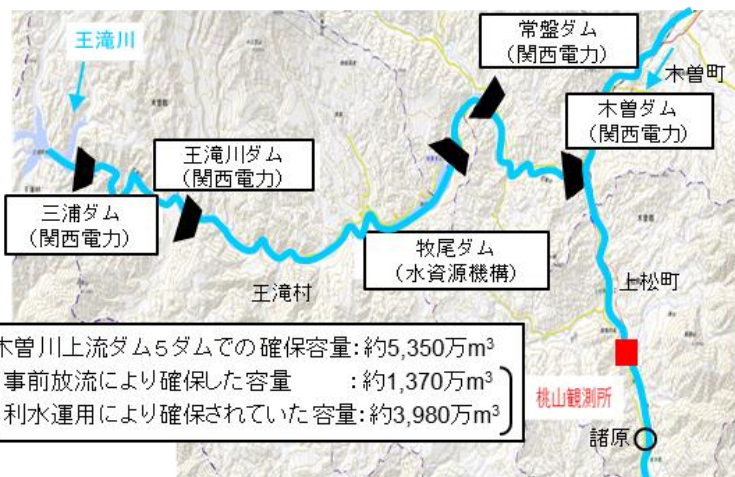 王滝川
常盤ダム
(関西電力)
木曽町
木曽ダム
(関西電力)
王滝川ダム
(関西電力)
三浦ダム
(関西電力)
牧尾ダム
(水資源機構)
王滝村
上松町
木曽川上流ダム5ダムでの確保容量:約5,350万m³
事前放流により確保した容量 :約1,370万m³
利水運用により確保されていた容量:約3,980万m³
桃山観測所
諸原